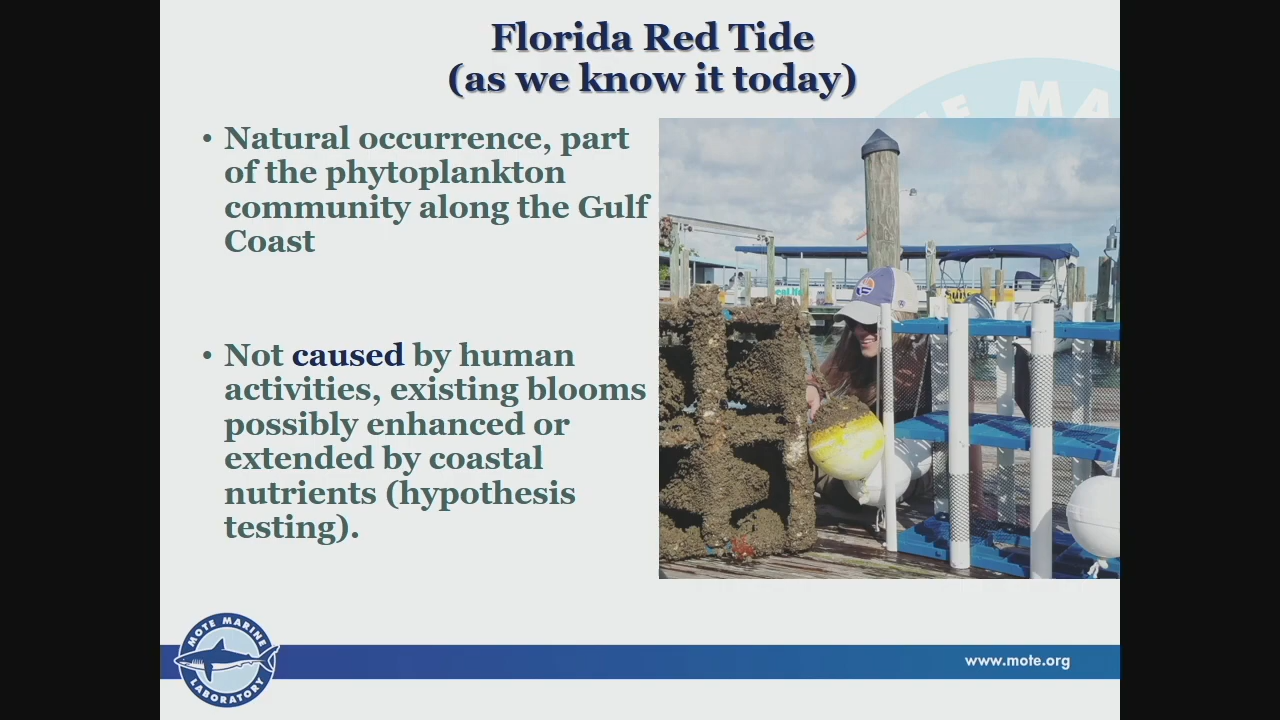 Florida Red Tide
(as we know it today)
• Natural occurrence, part
of the phytoplankton
community along the Gulf
Coast
• Not caused by human
activities, existing blooms
possibly enhanced or
extended by coastal
nutrients (hypothesis
testing).
MOTE MARINE
LABORATORY
www.mote.org